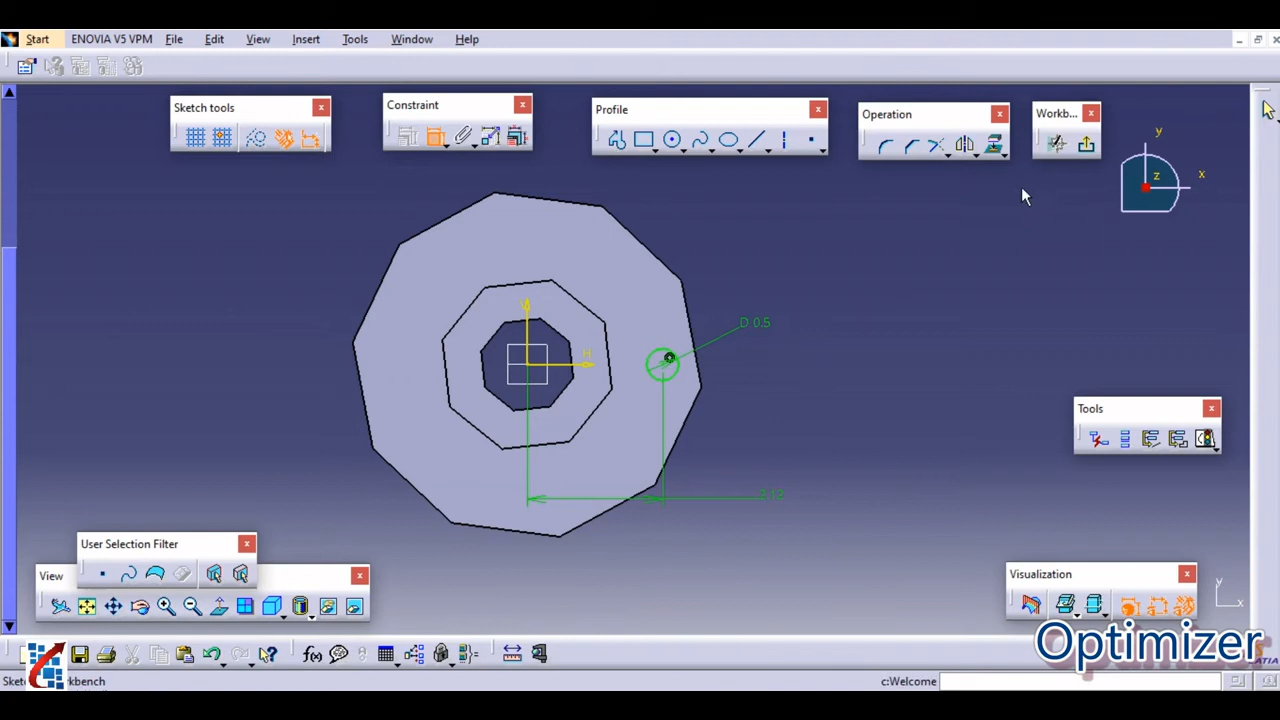 Start ENOVIA V5 VPM File Edit View Insert Tools Window Help
Sketch tools
Constraint
Profile
Operation
Workb...
y
x
z
D 0.5
V
H
Tools
User Selection Filter
View
Visualization
y
x
f(x)
Optimizer
c:Welcome